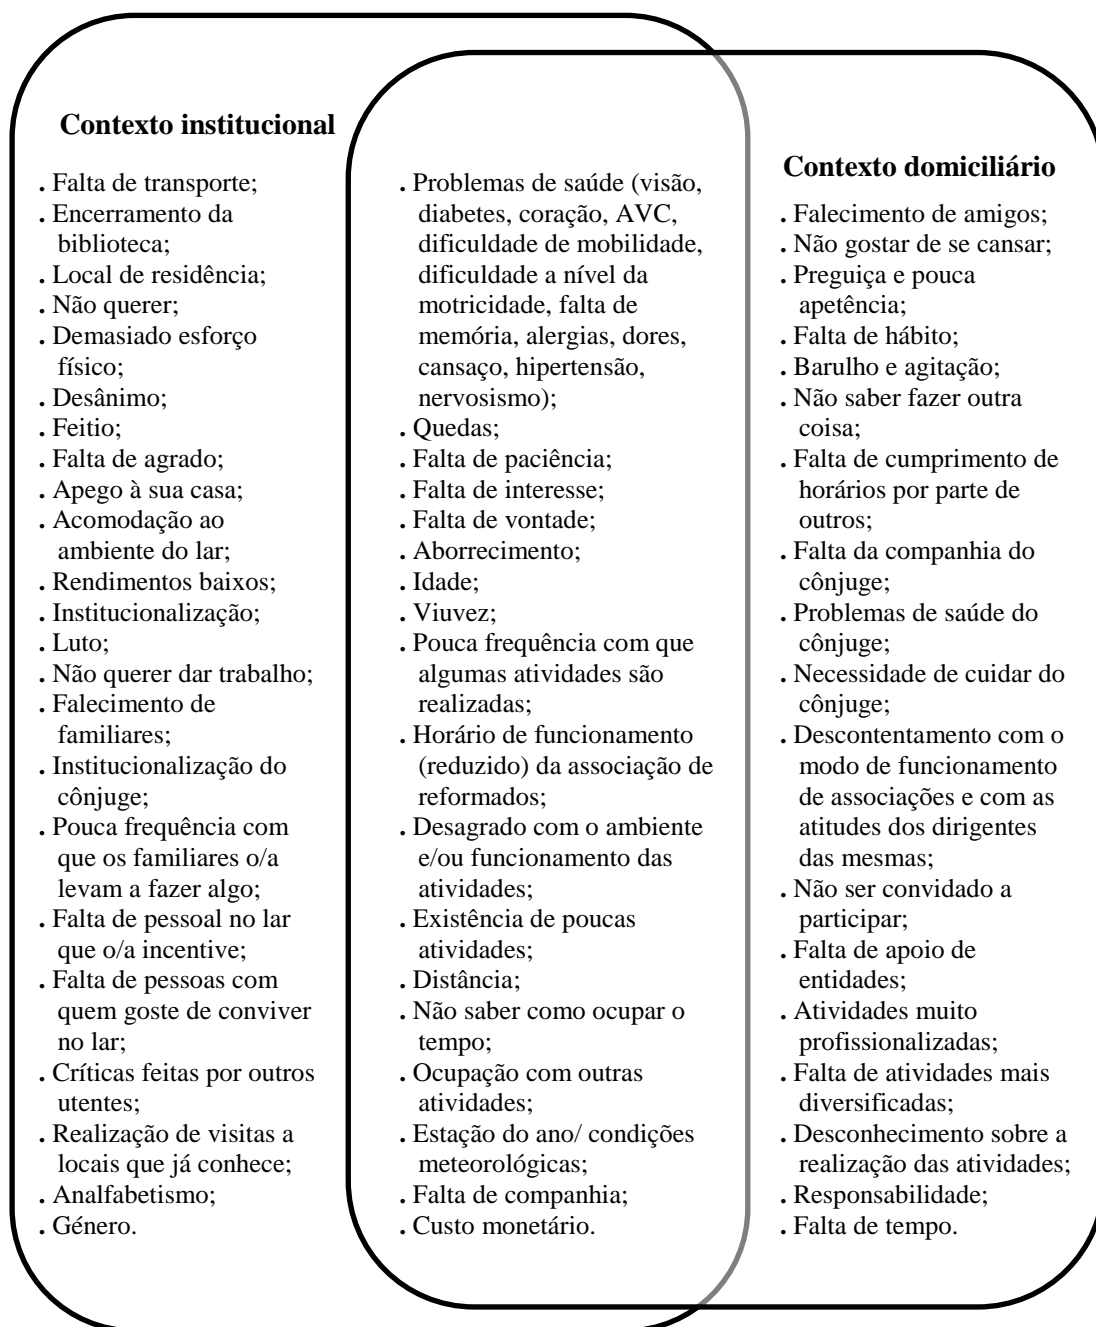 Contexto institucional
. Falta de transporte;
. Encerramento da
biblioteca;
. Local de residência;
. Não querer;
. Demasiado esforço
físico;
. Desânimo;
. Feitio;
. Falta de agrado;
. Apego à sua casa;
. Acomodação ao
ambiente do lar;
. Rendimentos baixos;
. Institucionalização;
. Luto;
. Não querer dar trabalho;
. Falecimento de
familiares;
. Institucionalização do
cônjuge;
. Pouca frequência com
que os familiares o/a
levam a fazer algo;
. Falta de pessoal no lar
que o/a incentive;
. Falta de pessoas com
quem goste de conviver
no lar;
. Críticas feitas por outros
utentes;
. Realização de visitas a
locais que já conhece;
. Analfabetismo;
. Género.
. Problemas de saúde (visão,
diabetes, coração, AVC,
dificuldade de mobilidade,
dificuldade a nível da
motricidade, falta de
memória, alergias, dores,
cansaço, hipertensão,
nervosismo);
. Quedas;
. Falta de paciência;
. Falta de interesse;
. Falta de vontade;
. Aborrecimento;
. Idade;
. Viuvez;
. Pouca frequência com que
algumas atividades são
realizadas;
. Horário de funcionamento
(reduzido) da associação de
reformados;
. Desagrado com o ambiente
e/ou funcionamento das
atividades;
. Existência de poucas
atividades;
. Distância;
. Não saber como ocupar o
tempo;
. Ocupação com outras
atividades;
. Estação do ano/ condições
meteorológicas;
. Falta de companhia;
. Custo monetário.
Contexto domiciliário
. Falecimento de amigos;
. Não gostar de se cansar;
. Preguiça e pouca
apetência;
. Falta de hábito;
. Barulho e agitação;
. Não saber fazer outra
coisa;
. Falta de cumprimento de
horários por parte de
outros;
. Falta da companhia do
cônjuge;
. Problemas de saúde do
cônjuge;
. Necessidade de cuidar do
cônjuge;
. Descontentamento com o
modo de funcionamento
de associações e com as
atitudes dos dirigentes
das mesmas;
. Não ser convidado a
participar;
. Falta de apoio de
entidades;
. Atividades muito
profissionalizadas;
. Falta de atividades mais
diversificadas;
. Desconhecimento sobre a
realização das atividades;
. Responsabilidade;
. Falta de tempo.